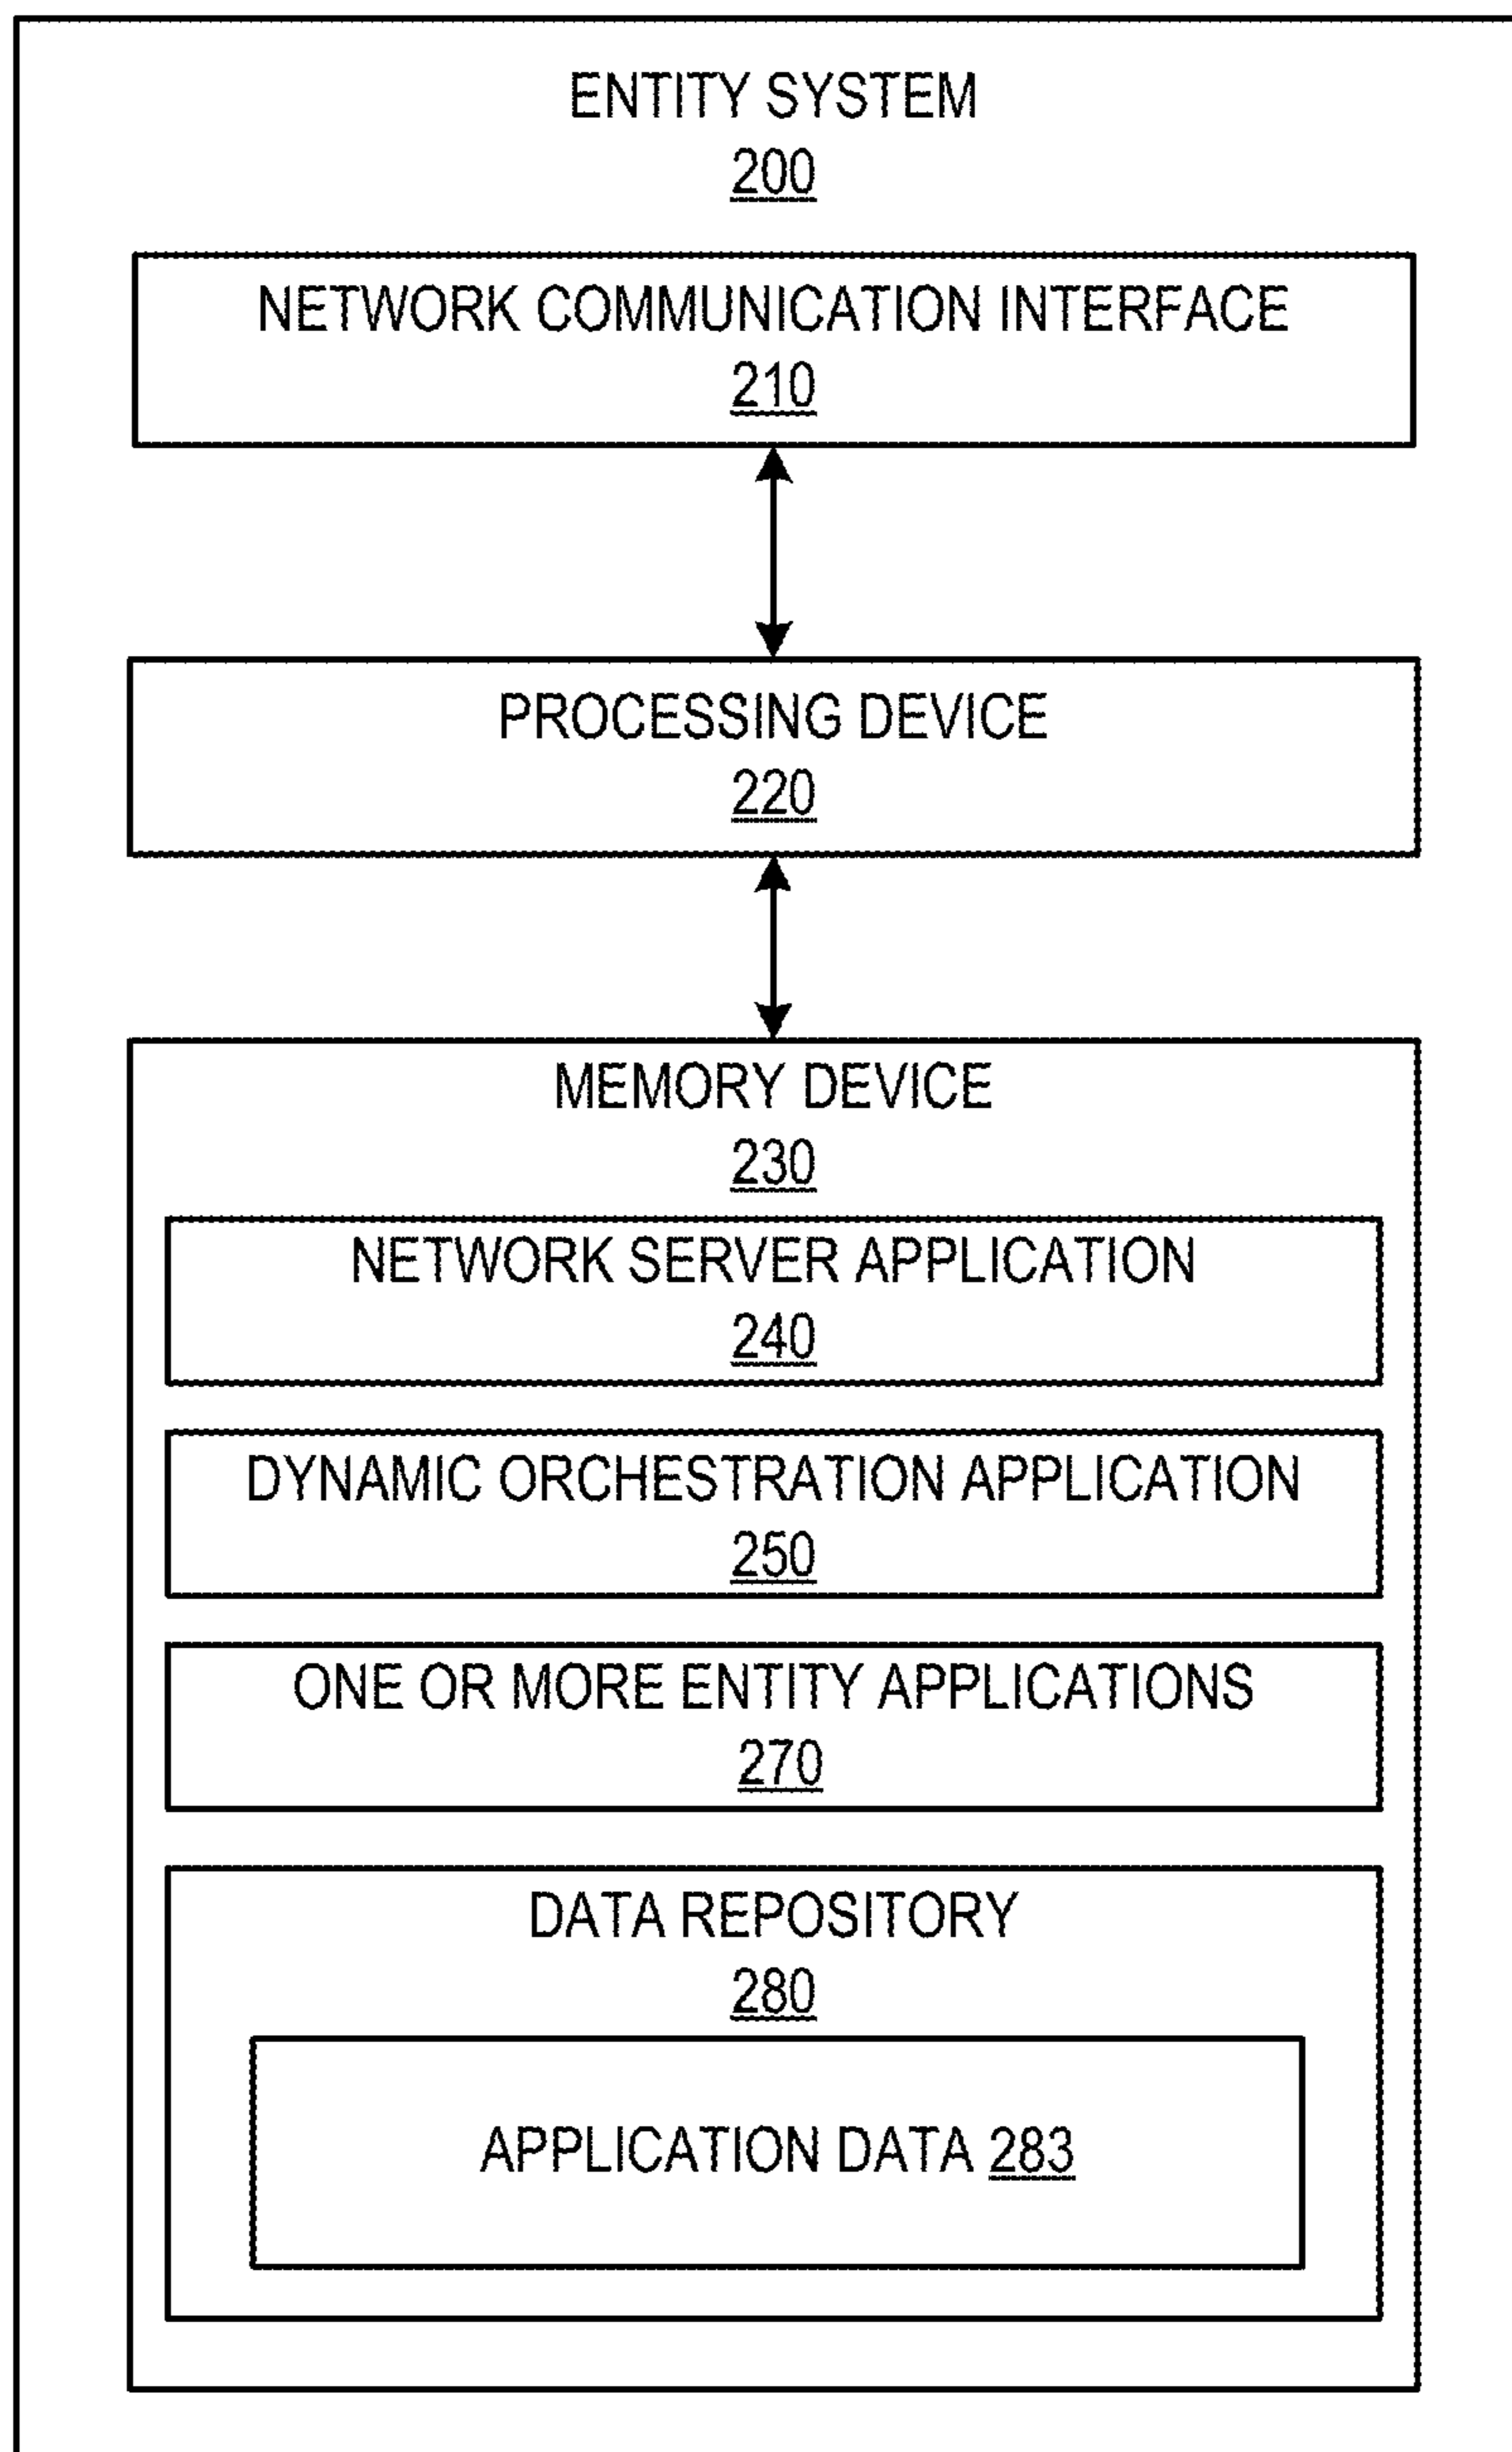 ENTITY SYSTEM
200
NETWORK COMMUNICATION INTERFACE
210
PROCESSING DEVICE
220
MEMORY DEVICE
230
NETWORK SERVER APPLICATION
240
DYNAMIC ORCHESTRATION APPLICATION
250
ONE OR MORE ENTITY APPLICATIONS
270
DATA REPOSITORY
280
APPLICATION DATA 283